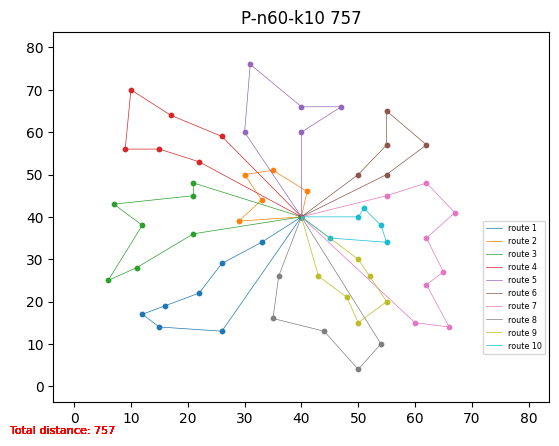 P-n60-k10 757
80
70
60
50
40
30
20
10
0
0 10 20 30 40 50 60 70 80
route 1
route 2
route 3
route 4
route 5
route 6
route 7
route 8
route 9
route 10
Total distance: 757